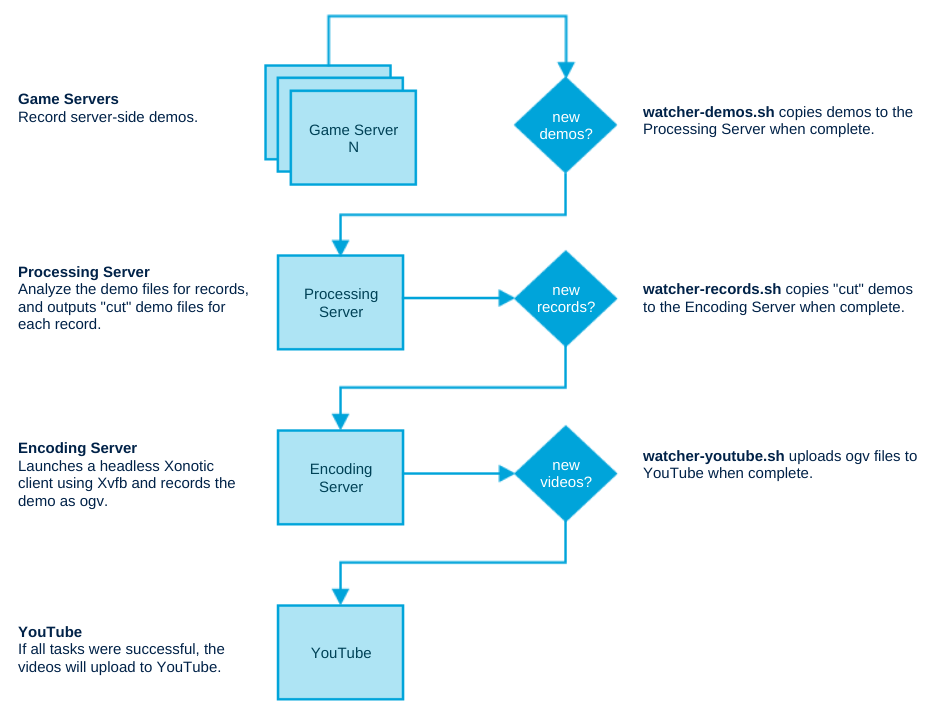 Game Servers
Record server-side demos.
Game Server
N
new
demos?
watcher-demos.sh copies demos to the
Processing Server when complete.
Processing Server
Analyze the demo files for records,
and outputs "cut" demo files for
each record.
Processing
Server
new
records?
watcher-records.sh copies "cut" demos
to the Encoding Server when complete.
Encoding Server
Launches a headless Xonotic
client using Xvfb and records the
demo as ogv.
Encoding
Server
new
videos?
watcher-youtube.sh uploads ogv files to
YouTube when complete.
YouTube
If all tasks were successful, the
videos will upload to YouTube.
YouTube